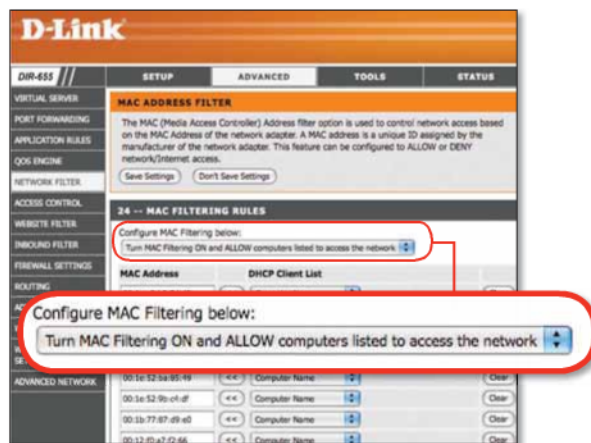 D-Link
DIR-655
SETUP
ADVANCED
TOOLS
STATUS
VIRTUAL SERVER
PORT FORWARDING
APPLICATION RULES
QOS ENGINE
NETWORK FILTER
ACCESS CONTROL
WEBSITE FILTER
INBOUND FILTER
FIREWALL SETTINGS
ROUTING
ADVANCED NETWORK
MAC ADDRESS FILTER
The MAC (Media Access Controller) Address filter option is used to control network access based
on the MAC Address of the network adapter. A MAC address is a unique ID assigned by the
manufacturer of the network adapter. This feature can be configured to ALLOW or DENY
network/Internet access.
Save Settings
Don't Save Settings
24 -- MAC FILTERING RULES
Configure MAC Filtering below:
Turn MAC Filtering ON and ALLOW computers listed to access the network
MAC Address
DHCP Client List
Configure MAC Filtering below:
Turn MAC Filtering ON and ALLOW computers listed to access the network
<< Computer Name Clear
00:1e:52:9b:c4:df << Computer Name Clear
00:1b:77:87:d9:e0 << Computer Name Clear
00:12:f0:a7:f2:66 << Computer Name Clear